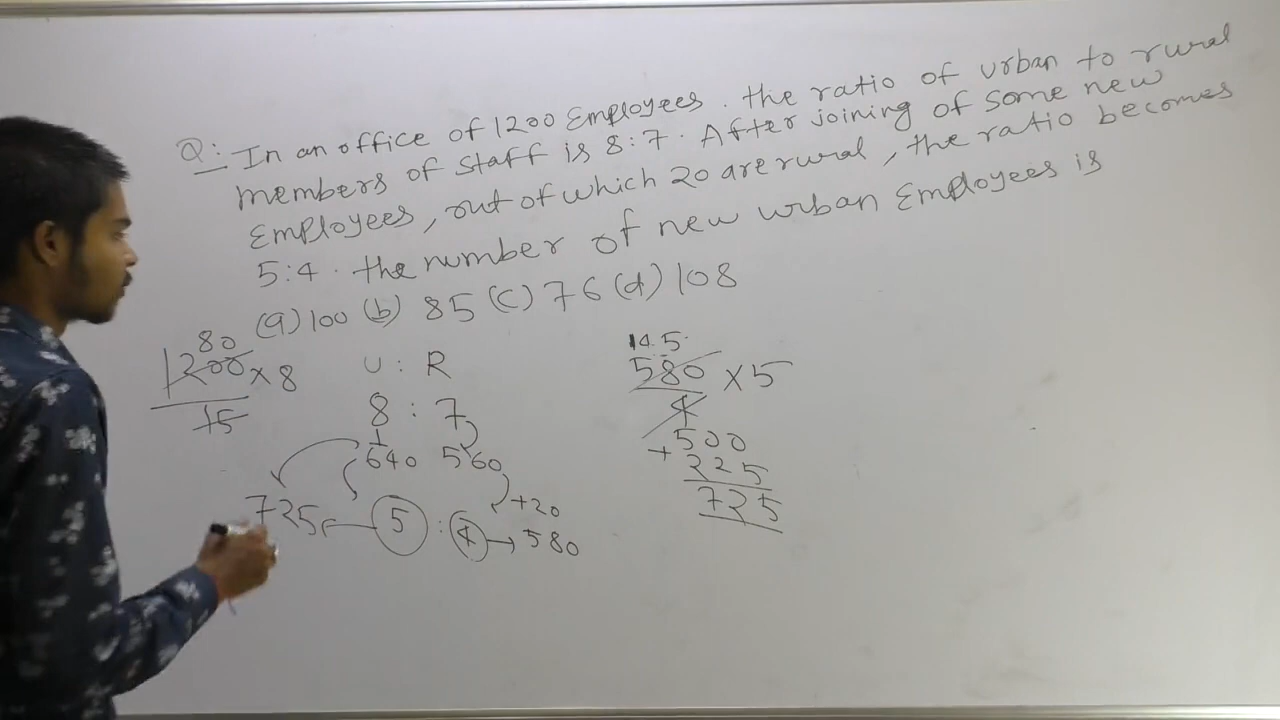 Q:- In an office of 1200 Employees. the ratio of urban to rural
members of staff is 8:7. After joining of some new
Employees, out of which 20 are rural, the ratio becomes
5:4. the number of new urban Employees is
(a) 100 (b) 85 (c) 76 (d) 108
80
1200 × 8
15
U : R
8 : 7
640 560
+20
725 5 : 4 → 580
145
580 × 5
4
500
+ 225
725